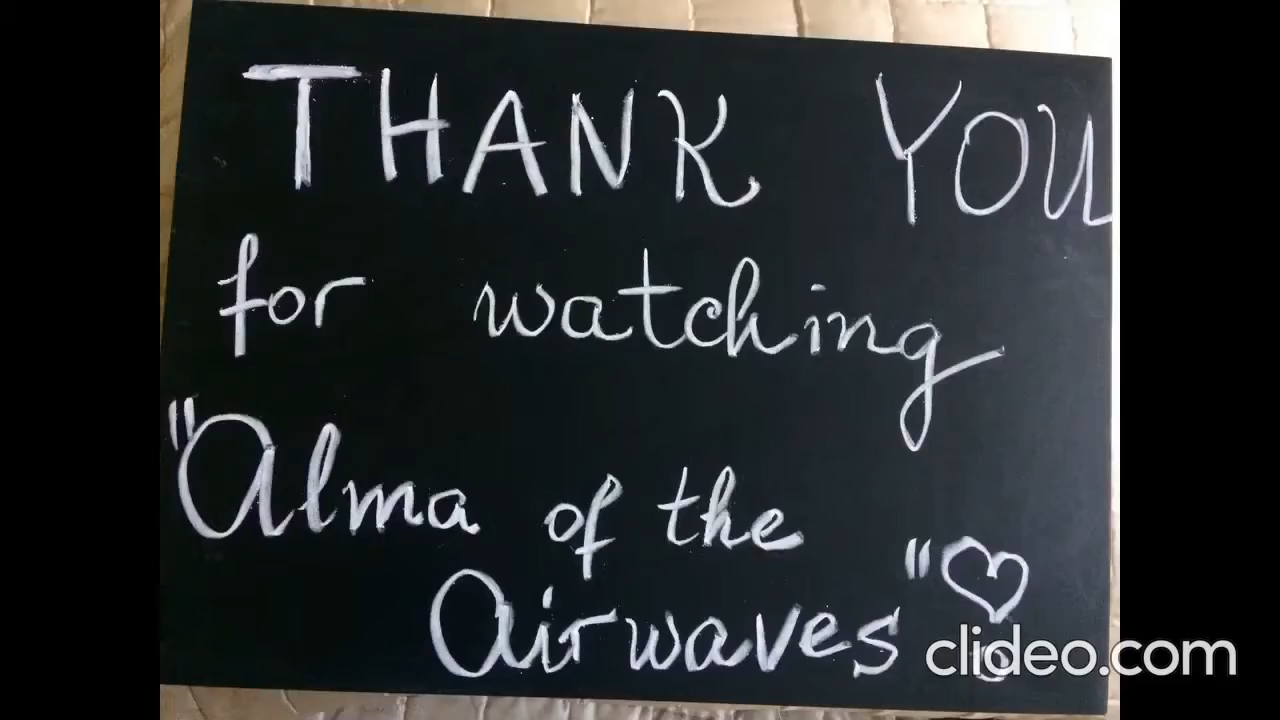 THANK YOU
for watching
"Alma of the
Airwaves" ♡
clideo.com